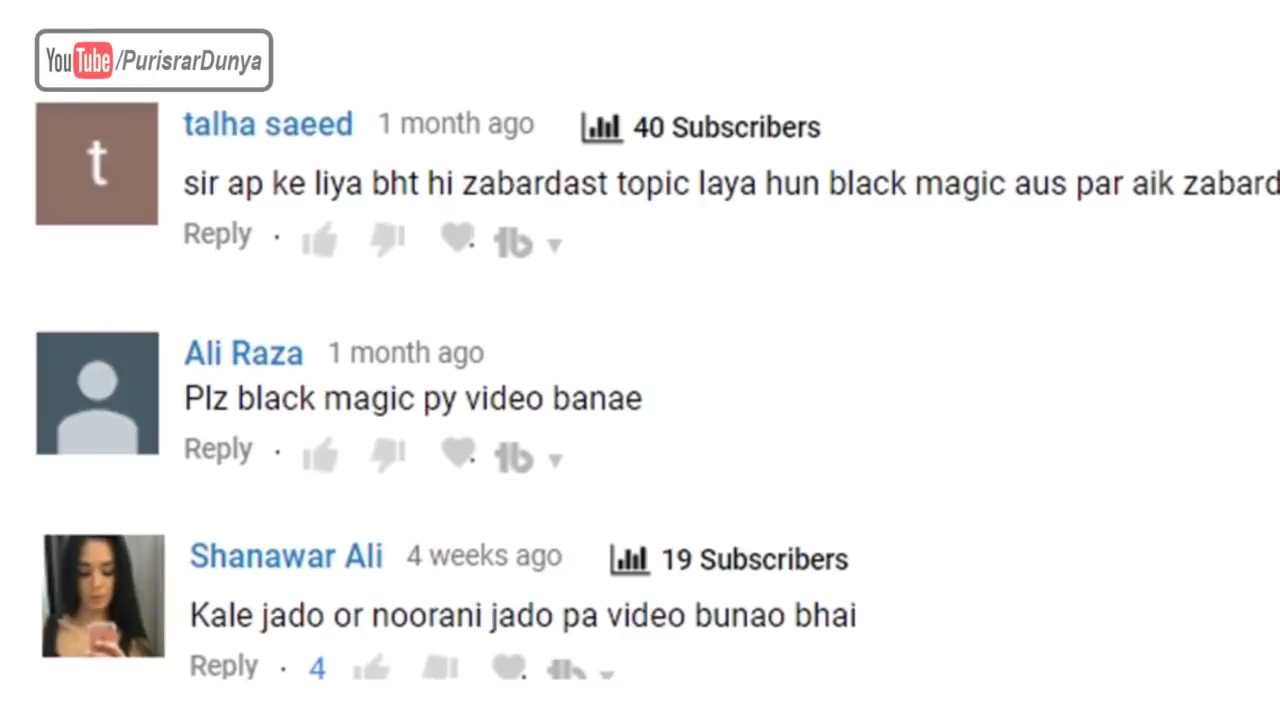 YouTube/PurisrarDunya
t
talha saeed 1 month ago 40 Subscribers
sir ap ke liya bht hi zabardast topic laya hun black magic aus par aik zabard
Reply ·
Ali Raza 1 month ago
Plz black magic py video banae
Reply ·
Shanawar Ali 4 weeks ago 19 Subscribers
Kale jado or noorani jado pa video bunao bhai
Reply · 4